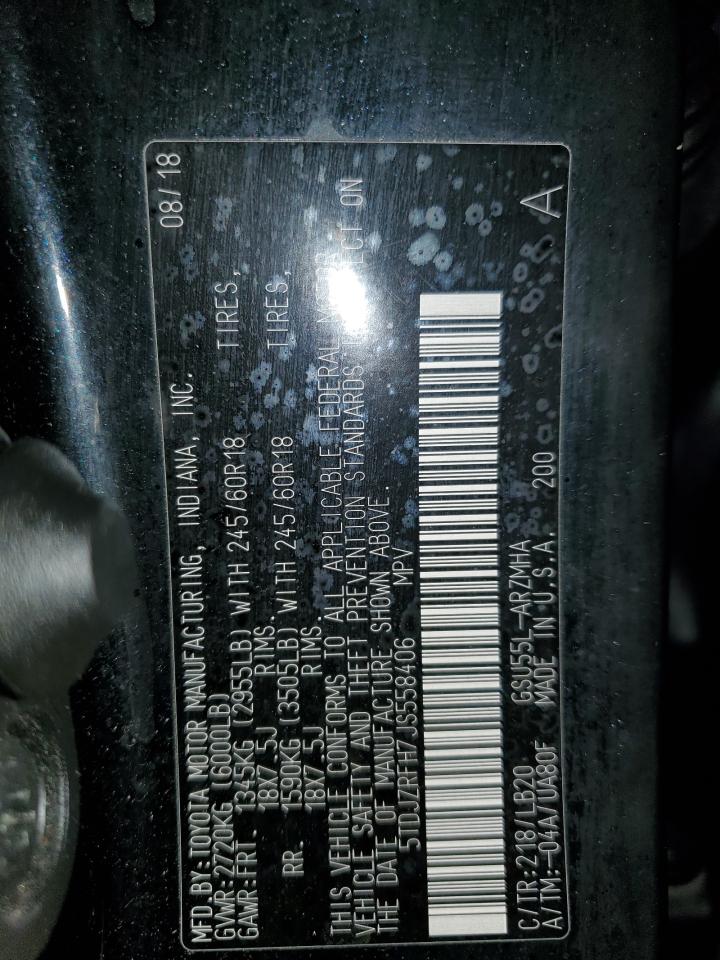 MFD.BY:TOYOTA MOTOR MANUFACTURING, INDIANA, INC. 08/18
GWR:2720KG (6000LB)
GAWR:FRT. 1345KG (2955LB) WITH 245/60R18 TIRES,
18X7.5J RIMS.
RR. 1590KG (3505LB) WITH 245/60R18 TIRES,
18X7.5J RIMS.
THIS VEHICLE CONFORMS TO ALL APPLICABLE FEDERAL MOTOR
VEHICLE SAFETY AND THEFT PREVENTION STANDARDS ON
THE DATE OF MANUFACTURE SHOWN ABOVE.
5TDJZRFH7JS558406 MPV
C/TR:218/LB20 GSU55L-ARZMHA A
A/TM:-04A/UA80F MADE IN U.S.A. 200